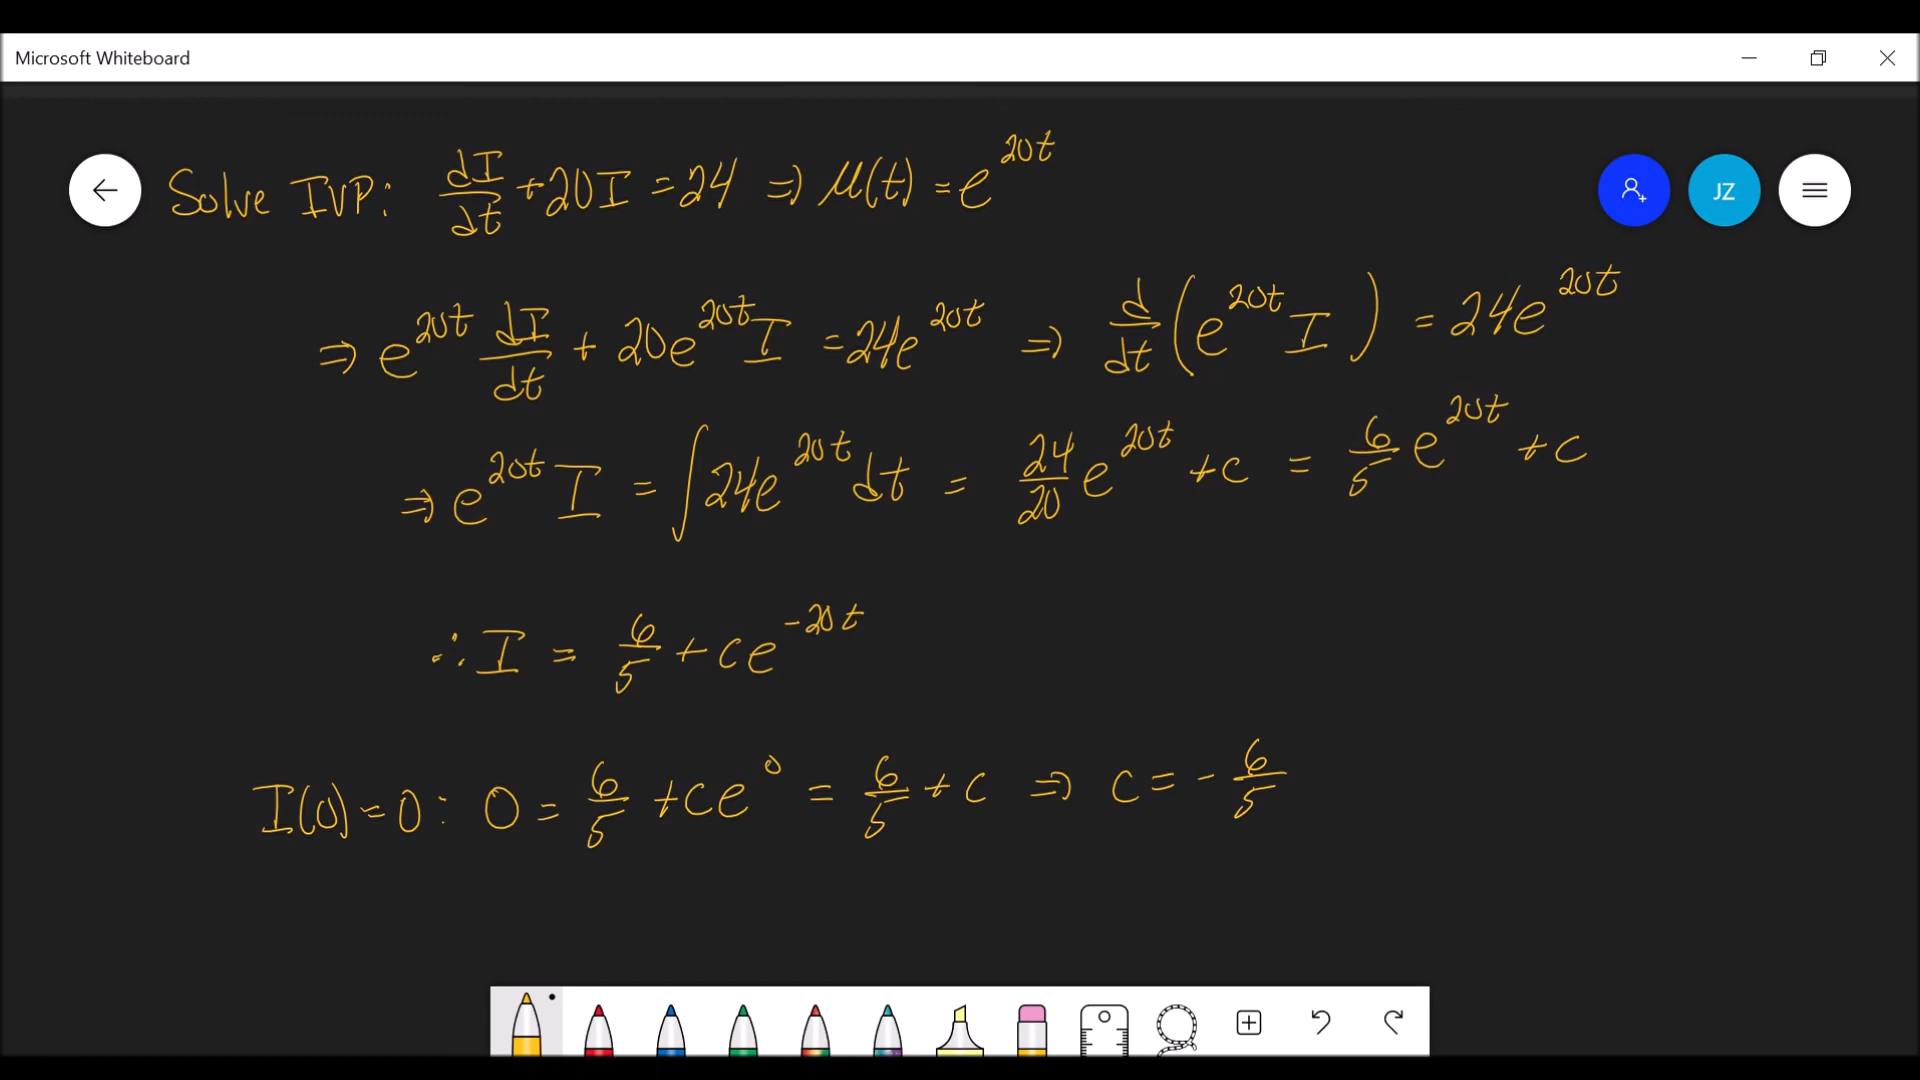 Microsoft Whiteboard
Solve IVP: dI/dt + 20I = 24 ⇒ μ(t) = e^{20t}
JZ
⇒ e^{20t} dI/dt + 20e^{20t} I = 24e^{20t} ⇒ d/dt (e^{20t} I) = 24e^{20t}
⇒ e^{20t} I = ∫ 24e^{20t} dt = 24/20 e^{20t} + c = 6/5 e^{20t} + c
∴ I = 6/5 + ce^{-20t}
I(0) = 0: 0 = 6/5 + ce^0 = 6/5 + c ⇒ c = -6/5